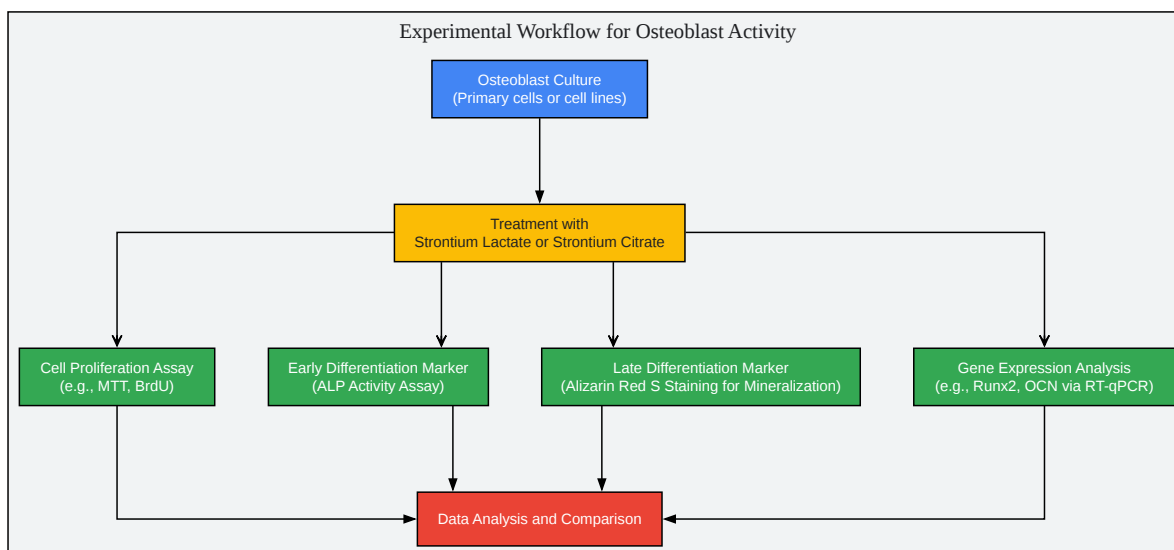 Experimental Workflow for Osteoblast Activity
Osteoblast Culture
(Primary cells or cell lines)
Treatment with
Strontium Lactate or Strontium Citrate
Cell Proliferation Assay
(e.g., MTT, BrdU)
Early Differentiation Marker
(ALP Activity Assay)
Late Differentiation Marker
(Alizarin Red S Staining for Mineralization)
Gene Expression Analysis
(e.g., Runx2, OCN via RT-qPCR)
Data Analysis and Comparison